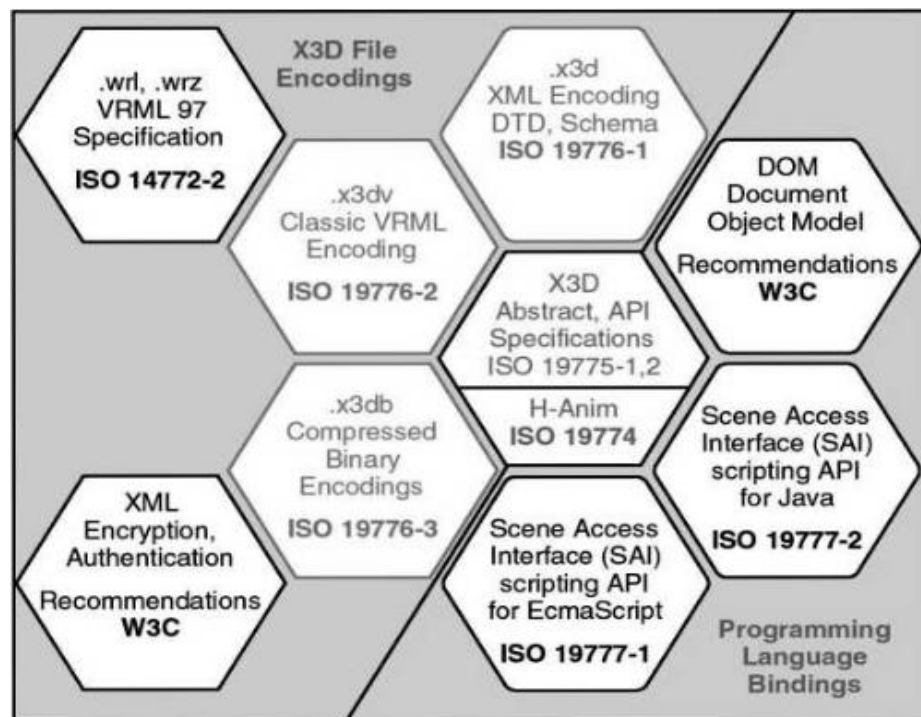 X3D File
Encodings
.wrl, .wrz
VRML 97
Specification
ISO 14772-2
.x3d
XML Encoding
DTD, Schema
ISO 19776-1
.x3dv
Classic VRML
Encoding
ISO 19776-2
DOM
Document
Object Model
Recommendations
W3C
X3D
Abstract, API
Specifications
ISO 19775-1,2
H-Anim
ISO 19774
.x3db
Compressed
Binary
Encodings
ISO 19776-3
Scene Access
Interface (SAI)
scripting API
for Java
ISO 19777-2
XML
Encryption,
Authentication
Recommendations
W3C
Scene Access
Interface (SAI)
scripting API
for EcmaScript
ISO 19777-1
Programming
Language
Bindings